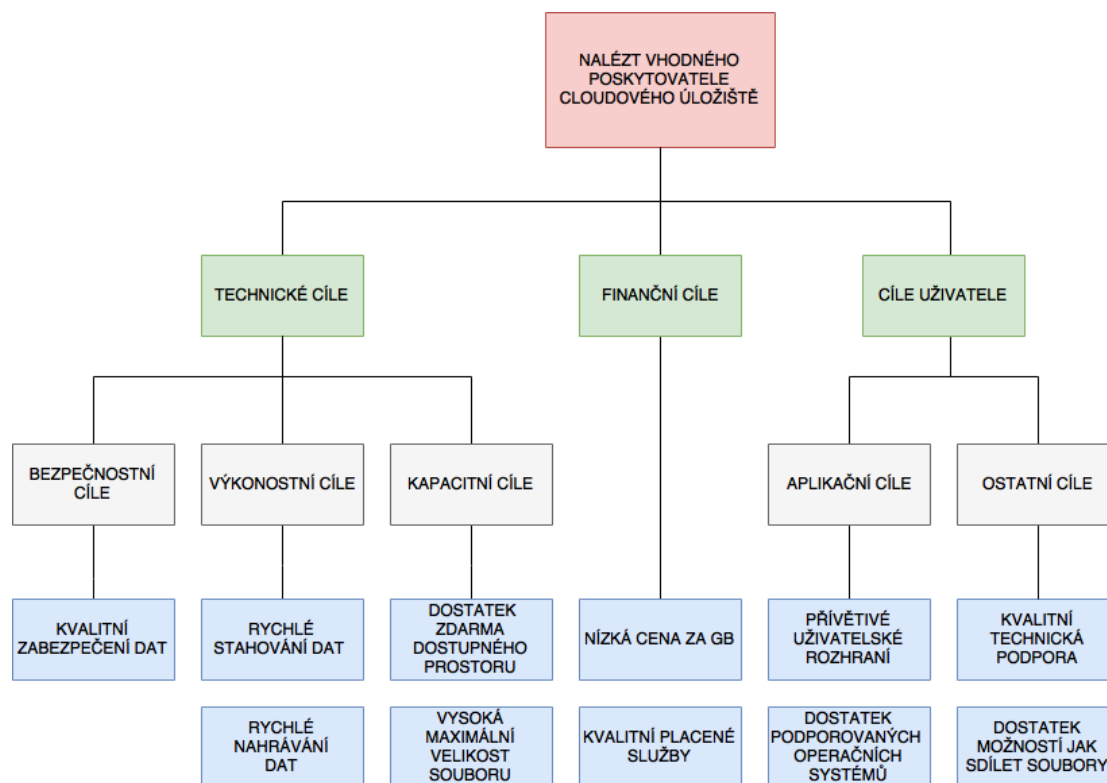 NALÉZT VHODNÉHO
POSKYTOVATELE
CLOUDOVÉHO ÚLOŽIŠTĚ
TECHNICKÉ CÍLE
FINANČNÍ CÍLE
CÍLE UŽIVATELE
BEZPEČNOSTNÍ
CÍLE
VÝKONOSTNÍ CÍLE
KAPACITNÍ CÍLE
APLIKAČNÍ CÍLE
OSTATNÍ CÍLE
KVALITNÍ
ZABEZPEČENÍ DAT
RYCHLÉ
STAHOVÁNÍ DAT
DOSTATEK
ZDARMA
DOSTUPNÉHO
PROSTORU
NÍZKÁ CENA ZA GB
PŘÍVĚTIVÉ
UŽIVATELSKÉ
ROZHRANÍ
KVALITNÍ
TECHNICKÁ
PODPORA
RYCHLÉ
NAHRÁVÁNÍ
DAT
VYSOKÁ
MAXIMÁLNÍ
VELIKOST
SOUBORU
KVALITNÍ PLACENÉ
SLUŽBY
DOSTATEK
PODPOROVANÝCH
OPERAČNÍCH
SYSTÉMŮ
DOSTATEK
MOŽNOSTÍ JAK
SDÍLET SOUBORY